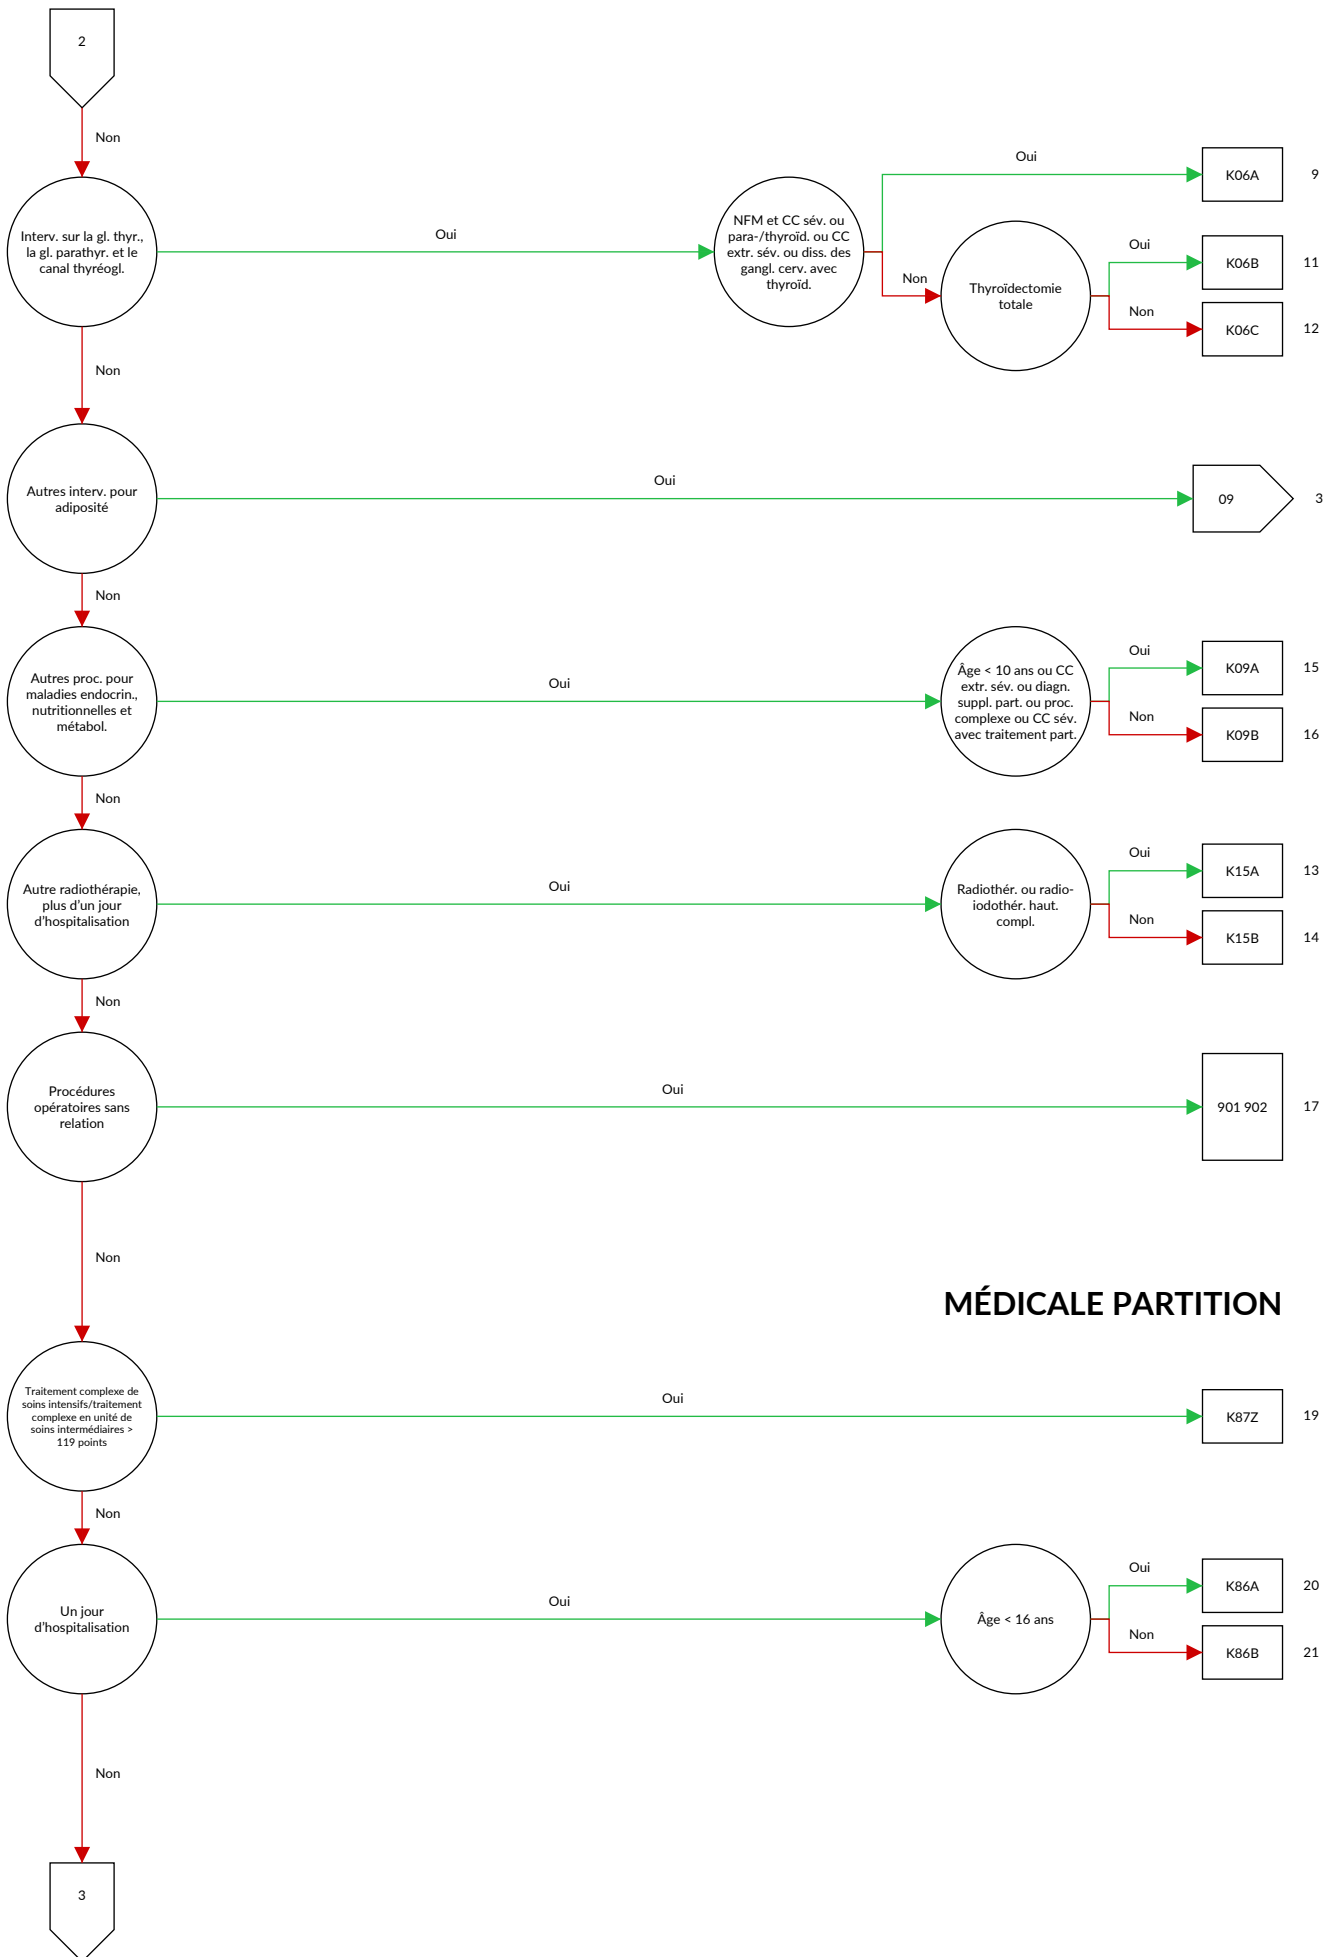 2
Non
Oui
K06A
9
Interv. sur la gl. thyr.,
la gl. parathyr. et le
canal thyréogl.
Oui
NFM et CC sév. ou
para-/thyroïd. ou CC
extr. sév. ou diss. des
gangl. cerv. avec
thyroïd.
Non
Thyroïdectomie
totale
Oui
K06B
11
Non
K06C
12
Non
Autres interv. pour
adiposité
Oui
09
3
Non
Autres proc. pour
maladies endocrin.,
nutritionnelles et
métabol.
Oui
Âge < 10 ans ou CC
extr. sév. ou diagn.
suppl. part. ou proc.
complexe ou CC sév.
avec traitement part.
Oui
K09A
15
Non
K09B
16
Non
Autre radiothérapie,
plus d'un jour
d'hospitalisation
Oui
Radiothér. ou radio-
iodothér. haut.
compl.
Oui
K15A
13
Non
K15B
14
Non
Procédures
opératoires sans
relation
Oui
901 902
17
Non
MÉDICALE PARTITION
Traitement complexe de
soins intensifs/traitement
complexe en unité de
soins intermédiaires >
119 points
Oui
K87Z
19
Non
Un jour
d'hospitalisation
Oui
Âge < 16 ans
Oui
K86A
20
Non
K86B
21
Non
3